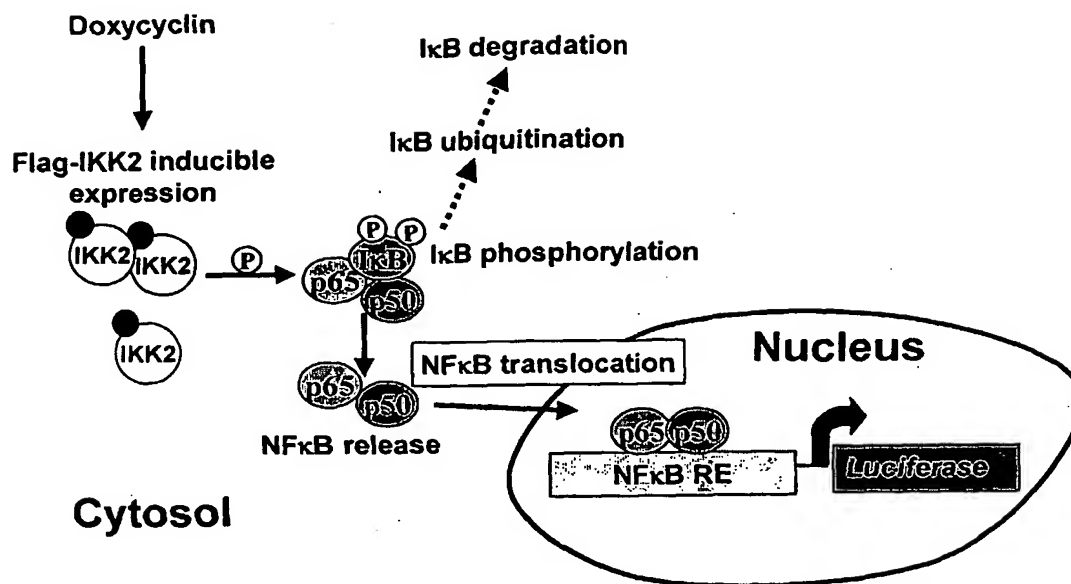 Doxycyclin
Flag-IKK2 inducible
expression
IKK2
IKK2
IKK2
P
P
P
IκB
p65
p50
IκB degradation
IκB ubiquitination
IκB phosphorylation
p65
p50
NFκB release
NFκB translocation
Nucleus
p65
p50
NFκB RE
Luciferase
Cytosol